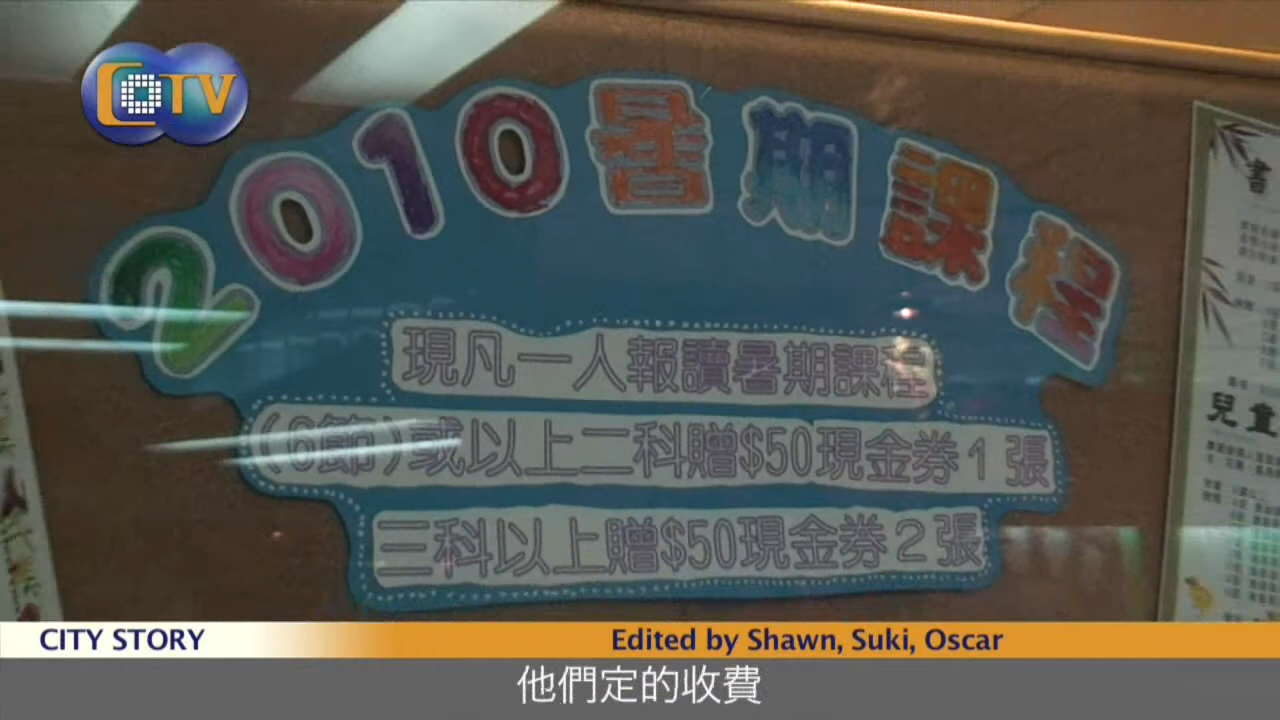 COTV
2010暑期課程
現凡一人報讀暑期課程
(6節)或以上二科贈$50現金券1張
三科以上贈$50現金券2張
書
兒童
CITY STORY
Edited by Shawn, Suki, Oscar
他們定的收費